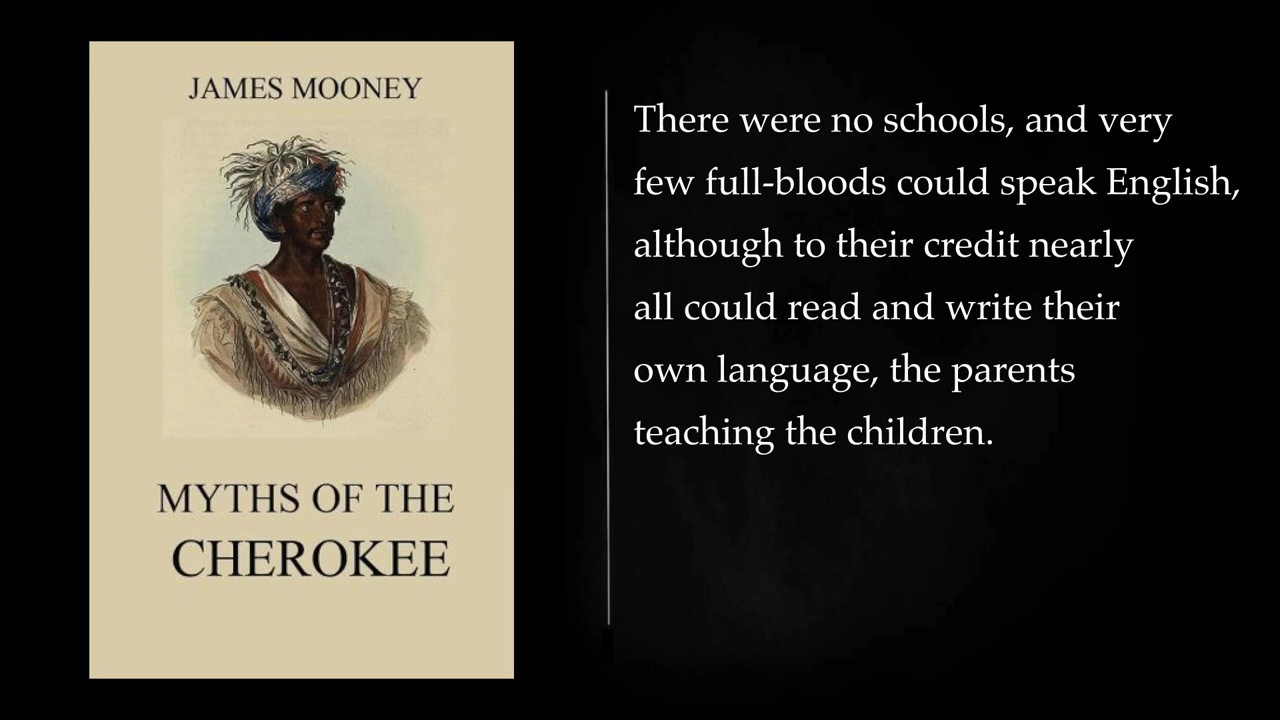 JAMES MOONEY
MYTHS OF THE
CHEROKEE
There were no schools, and very
few full-bloods could speak English,
although to their credit nearly
all could read and write their
own language, the parents
teaching the children.